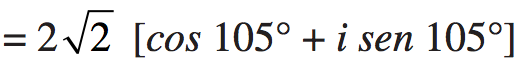 = 2√2 [cos 105° + i sen 105°]